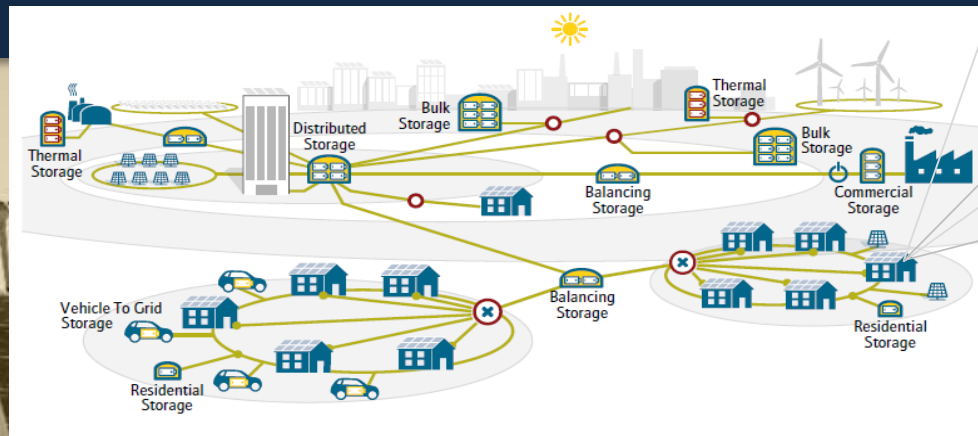 Thermal
Storage
Distributed
Storage
Bulk
Storage
Thermal
Storage
Bulk
Storage
Balancing
Storage
Commercial
Storage
Vehicle To Grid
Storage
Residential
Storage
Balancing
Storage
Residential
Storage